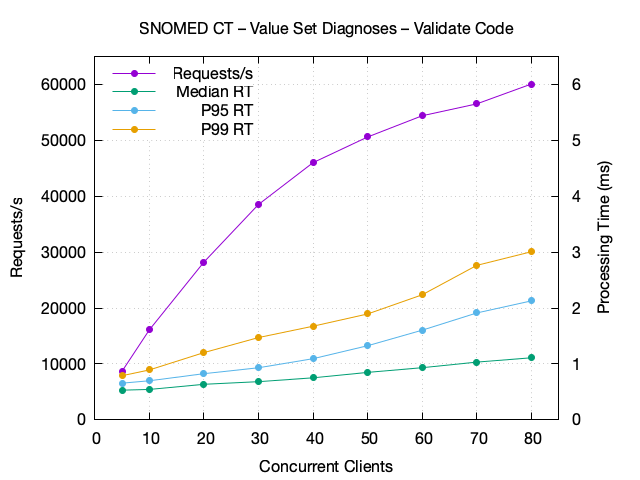 SNOMED CT – Value Set Diagnoses – Validate Code
Requests/s
Median RT
P95 RT
P99 RT
60000
50000
40000
30000
20000
10000
0
6
5
4
3
2
1
0
Requests/s
Processing Time (ms)
0 10 20 30 40 50 60 70 80
Concurrent Clients